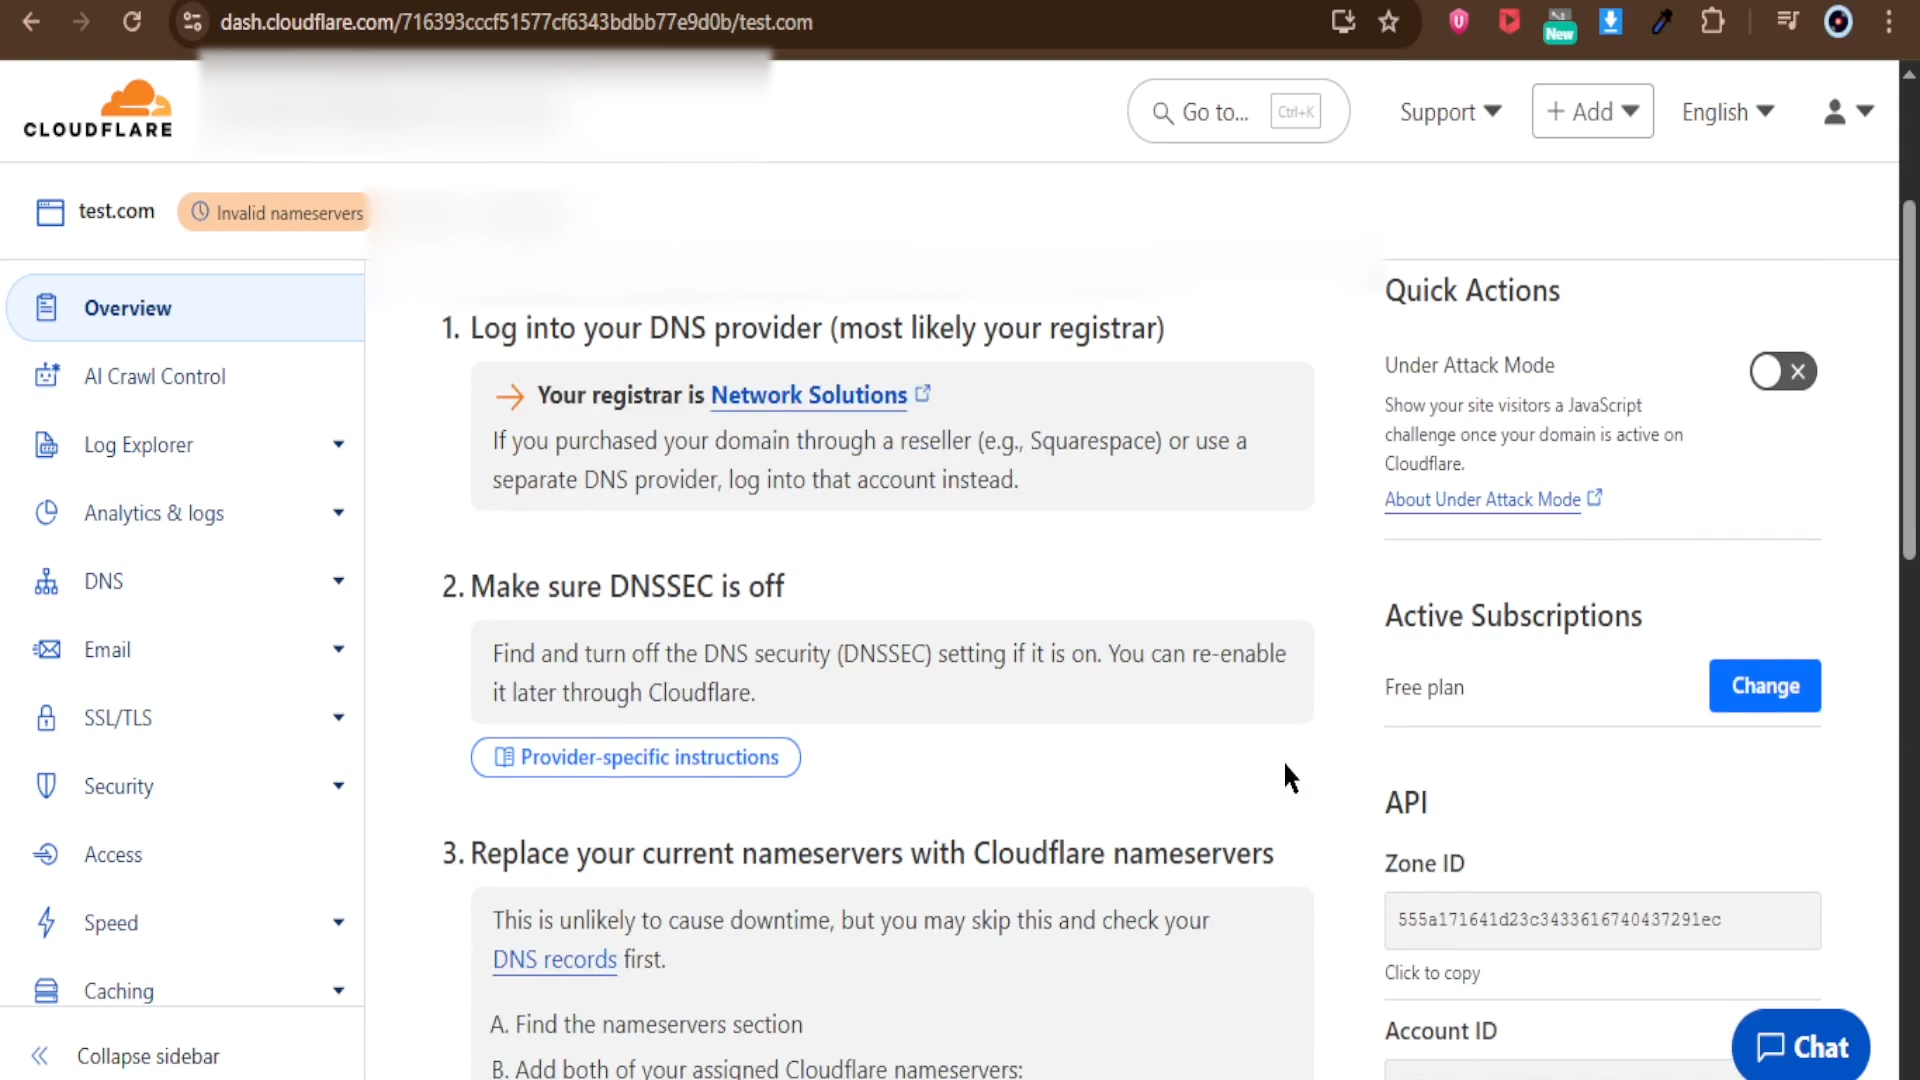 dash.cloudflare.com/716393cccf51577cf6343bdbb77e9d0b/test.com
New
CLOUDFLARE
Go to... Ctrl+K
Support
+ Add
English
test.com
Invalid nameservers
Overview
AI Crawl Control
Log Explorer
Analytics & logs
DNS
Email
SSL/TLS
Security
Access
Speed
Caching
Collapse sidebar
1. Log into your DNS provider (most likely your registrar)
Your registrar is Network Solutions
If you purchased your domain through a reseller (e.g., Squarespace) or use a
separate DNS provider, log into that account instead.
2. Make sure DNSSEC is off
Find and turn off the DNS security (DNSSEC) setting if it is on. You can re-enable
it later through Cloudflare.
Provider-specific instructions
3. Replace your current nameservers with Cloudflare nameservers
This is unlikely to cause downtime, but you may skip this and check your
DNS records first.
A. Find the nameservers section
B. Add both of your assigned Cloudflare nameservers:
Quick Actions
Under Attack Mode
Show your site visitors a JavaScript
challenge once your domain is active on
Cloudflare.
About Under Attack Mode
Active Subscriptions
Free plan
Change
API
Zone ID
555a171641d23c3433616740437291ec
Click to copy
Account ID
Chat